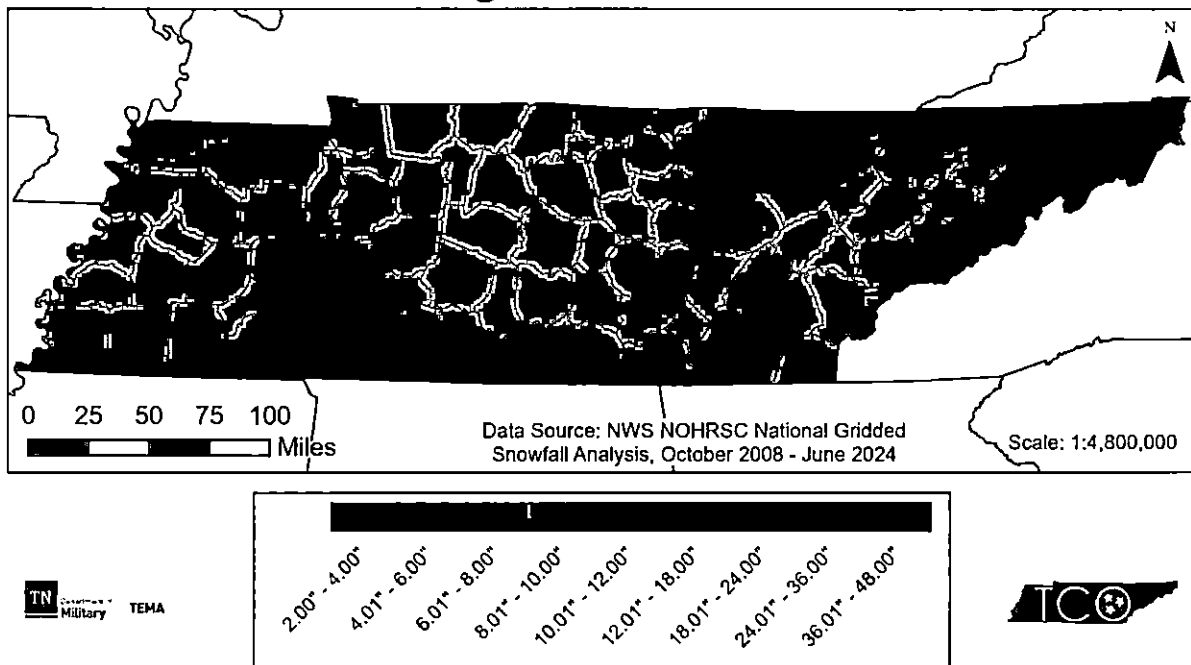 N
0 25 50 75 100
Miles
Data Source: NWS NOHRSC National Gridded
Snowfall Analysis, October 2008 - June 2024
Scale: 1:4,800,000
2.00" - 4.00"
4.01" - 6.00"
6.01" - 8.00"
8.01" - 10.00"
10.01" - 12.00"
12.01" - 18.00"
18.01" - 24.00"
24.01" - 36.00"
36.01" - 48.00"
TN
Military
TEMA
TCO